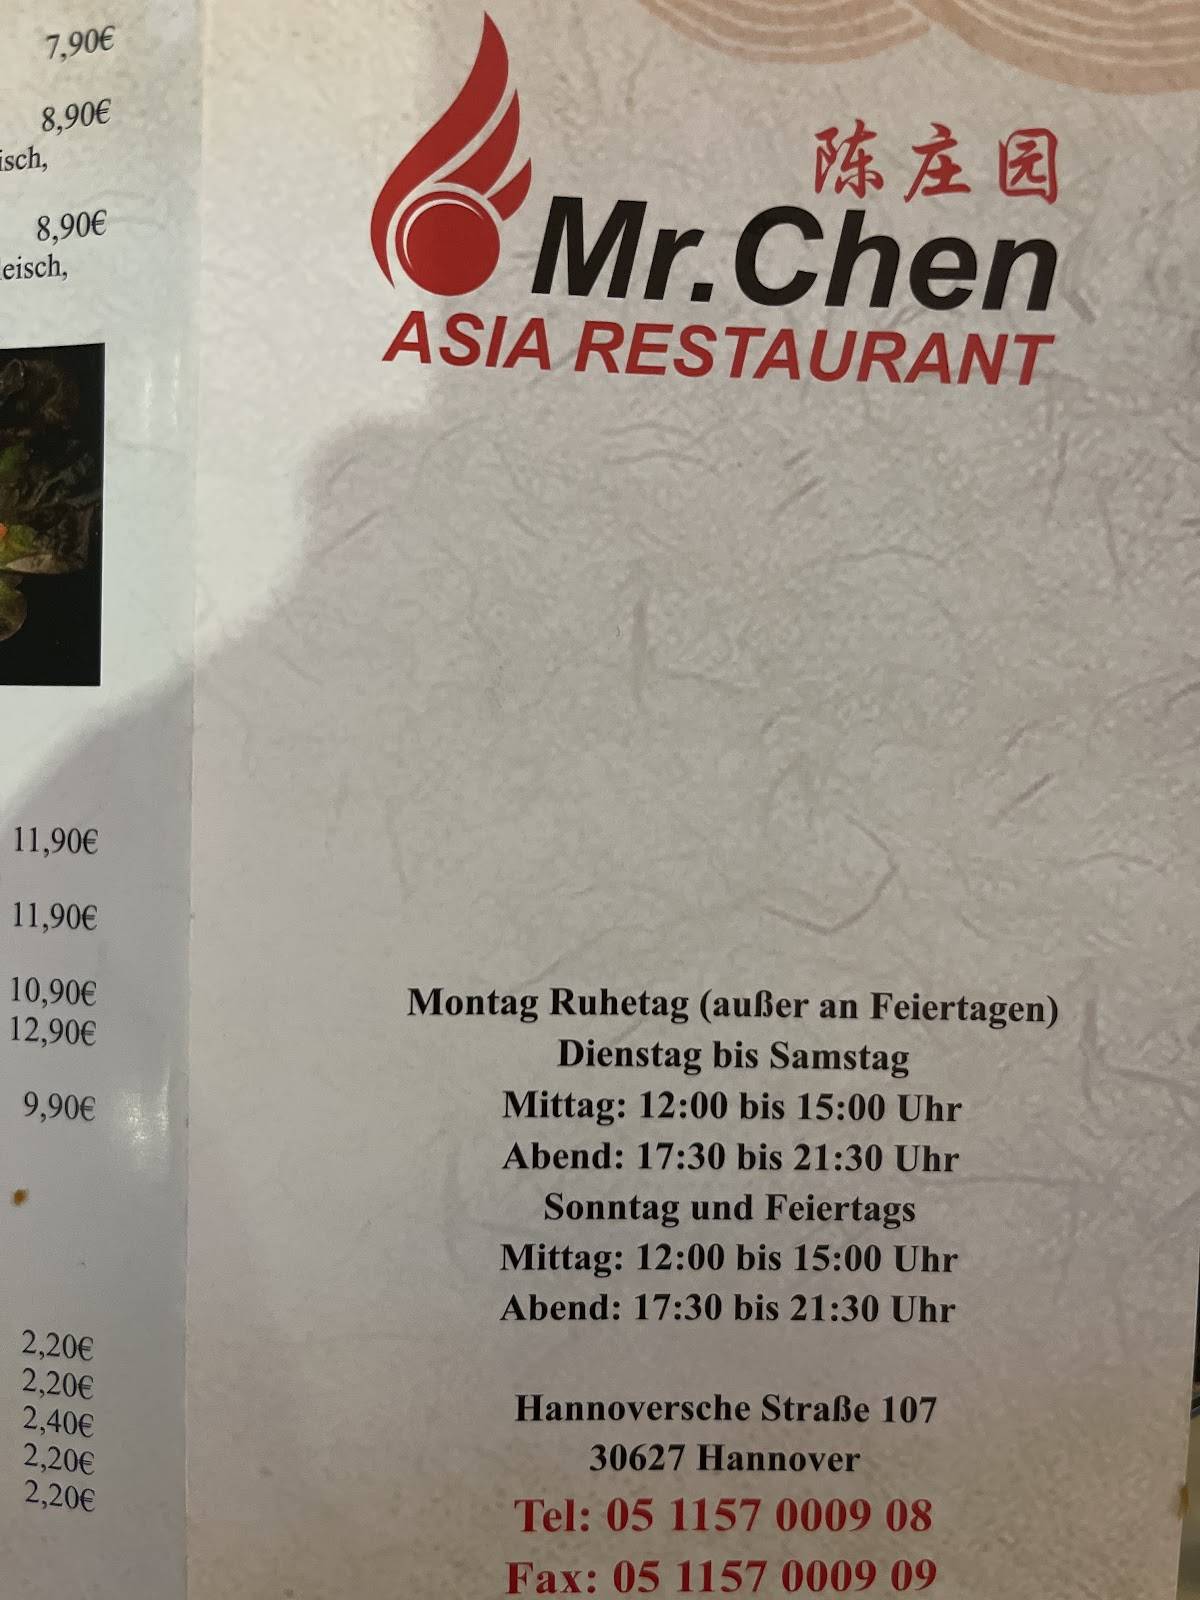 7,90€
8,90€
isch,
8,90€
eisch,
11,90€
11,90€
10,90€
12,90€
9,90€
2,20€
2,20€
2,40€
2,20€
2,20€
陈庄园
Mr.Chen
ASIA RESTAURANT
Montag Ruhetag (außer an Feiertagen)
Dienstag bis Samstag
Mittag: 12:00 bis 15:00 Uhr
Abend: 17:30 bis 21:30 Uhr
Sonntag und Feiertags
Mittag: 12:00 bis 15:00 Uhr
Abend: 17:30 bis 21:30 Uhr
Hannoversche Straße 107
30627 Hannover
Tel: 05 1157 0009 08
Fax: 05 1157 0009 09